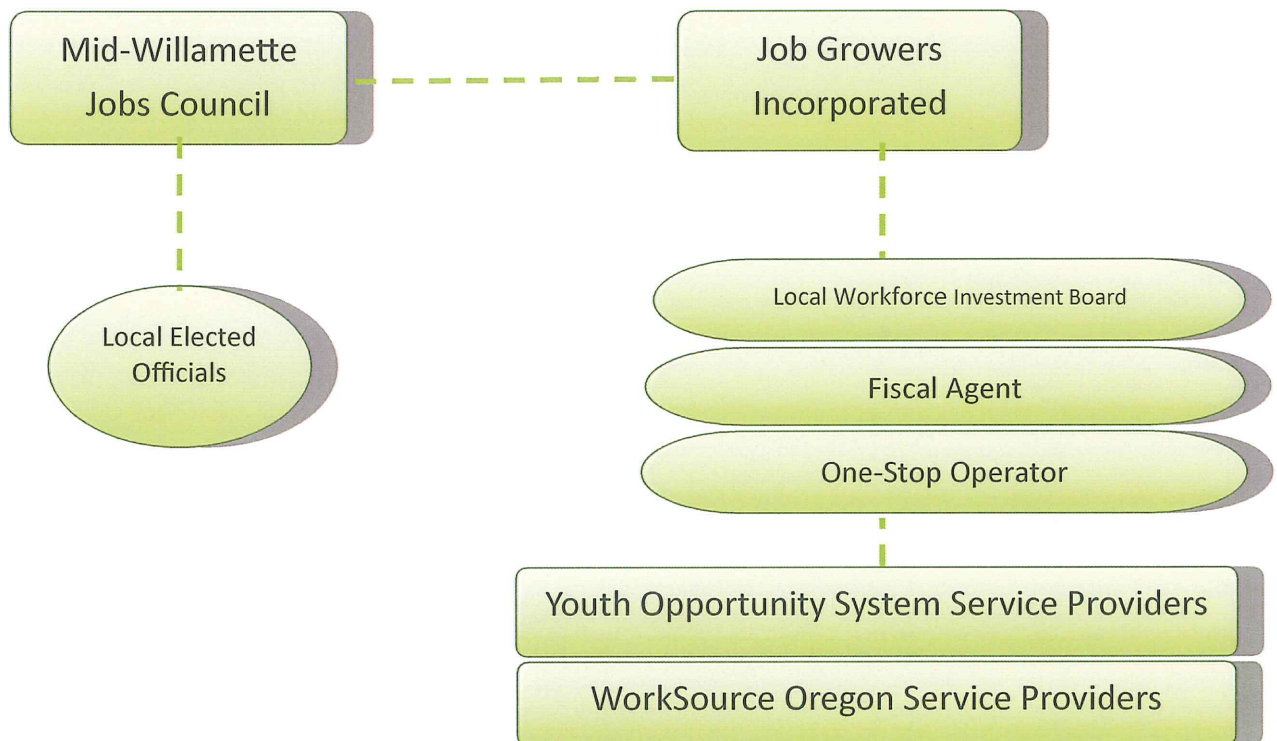 Mid-Willamette
Jobs Council
Job Growers
Incorporated
Local Elected
Officials
Local Workforce Investment Board
Fiscal Agent
One-Stop Operator
Youth Opportunity System Service Providers
WorkSource Oregon Service Providers